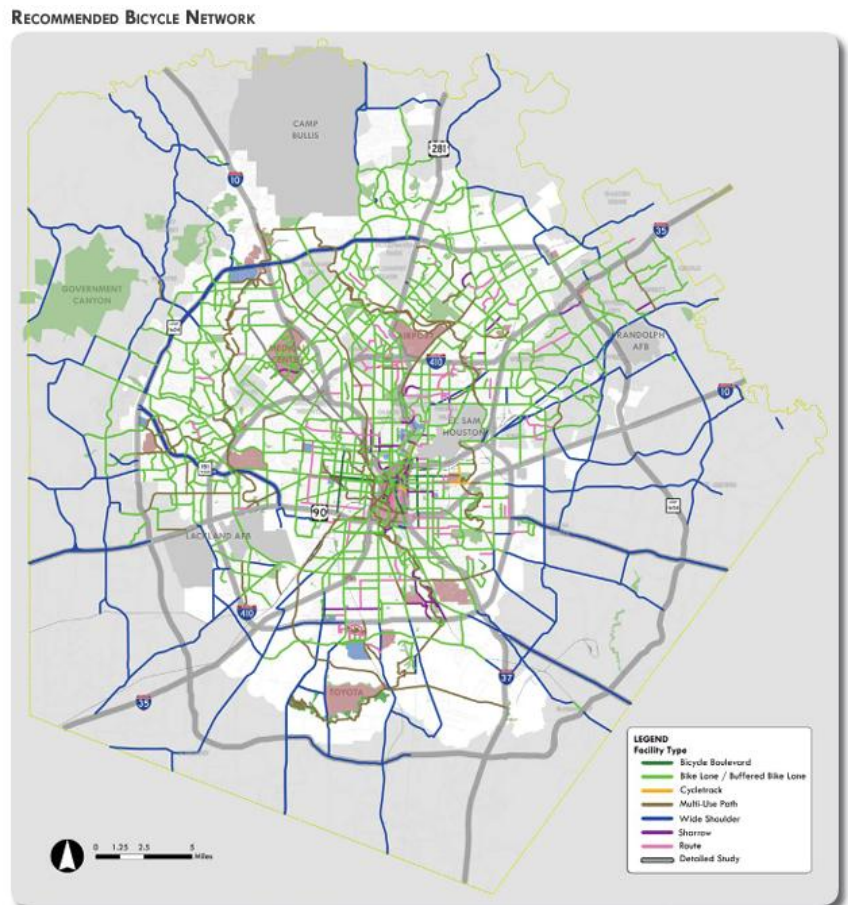 RECOMMENDED BICYCLE NETWORK
CAMP
BULLIS
281
10
35
GOVERNMENT
CANYON
AIRPORT
RANDOLPH
AFB
410
10
FT. SAM
HOUSTON
90
LACKLAND AFB
410
37
TOYOTA
35
LEGEND
Facility Type
Bicycle Boulevard
Bike Lane / Buffered Bike Lane
Cycletrack
Multi-Use Path
Wide Shoulder
Sharrow
Route
Detailed Study
0 1.25 2.5 5
Miles